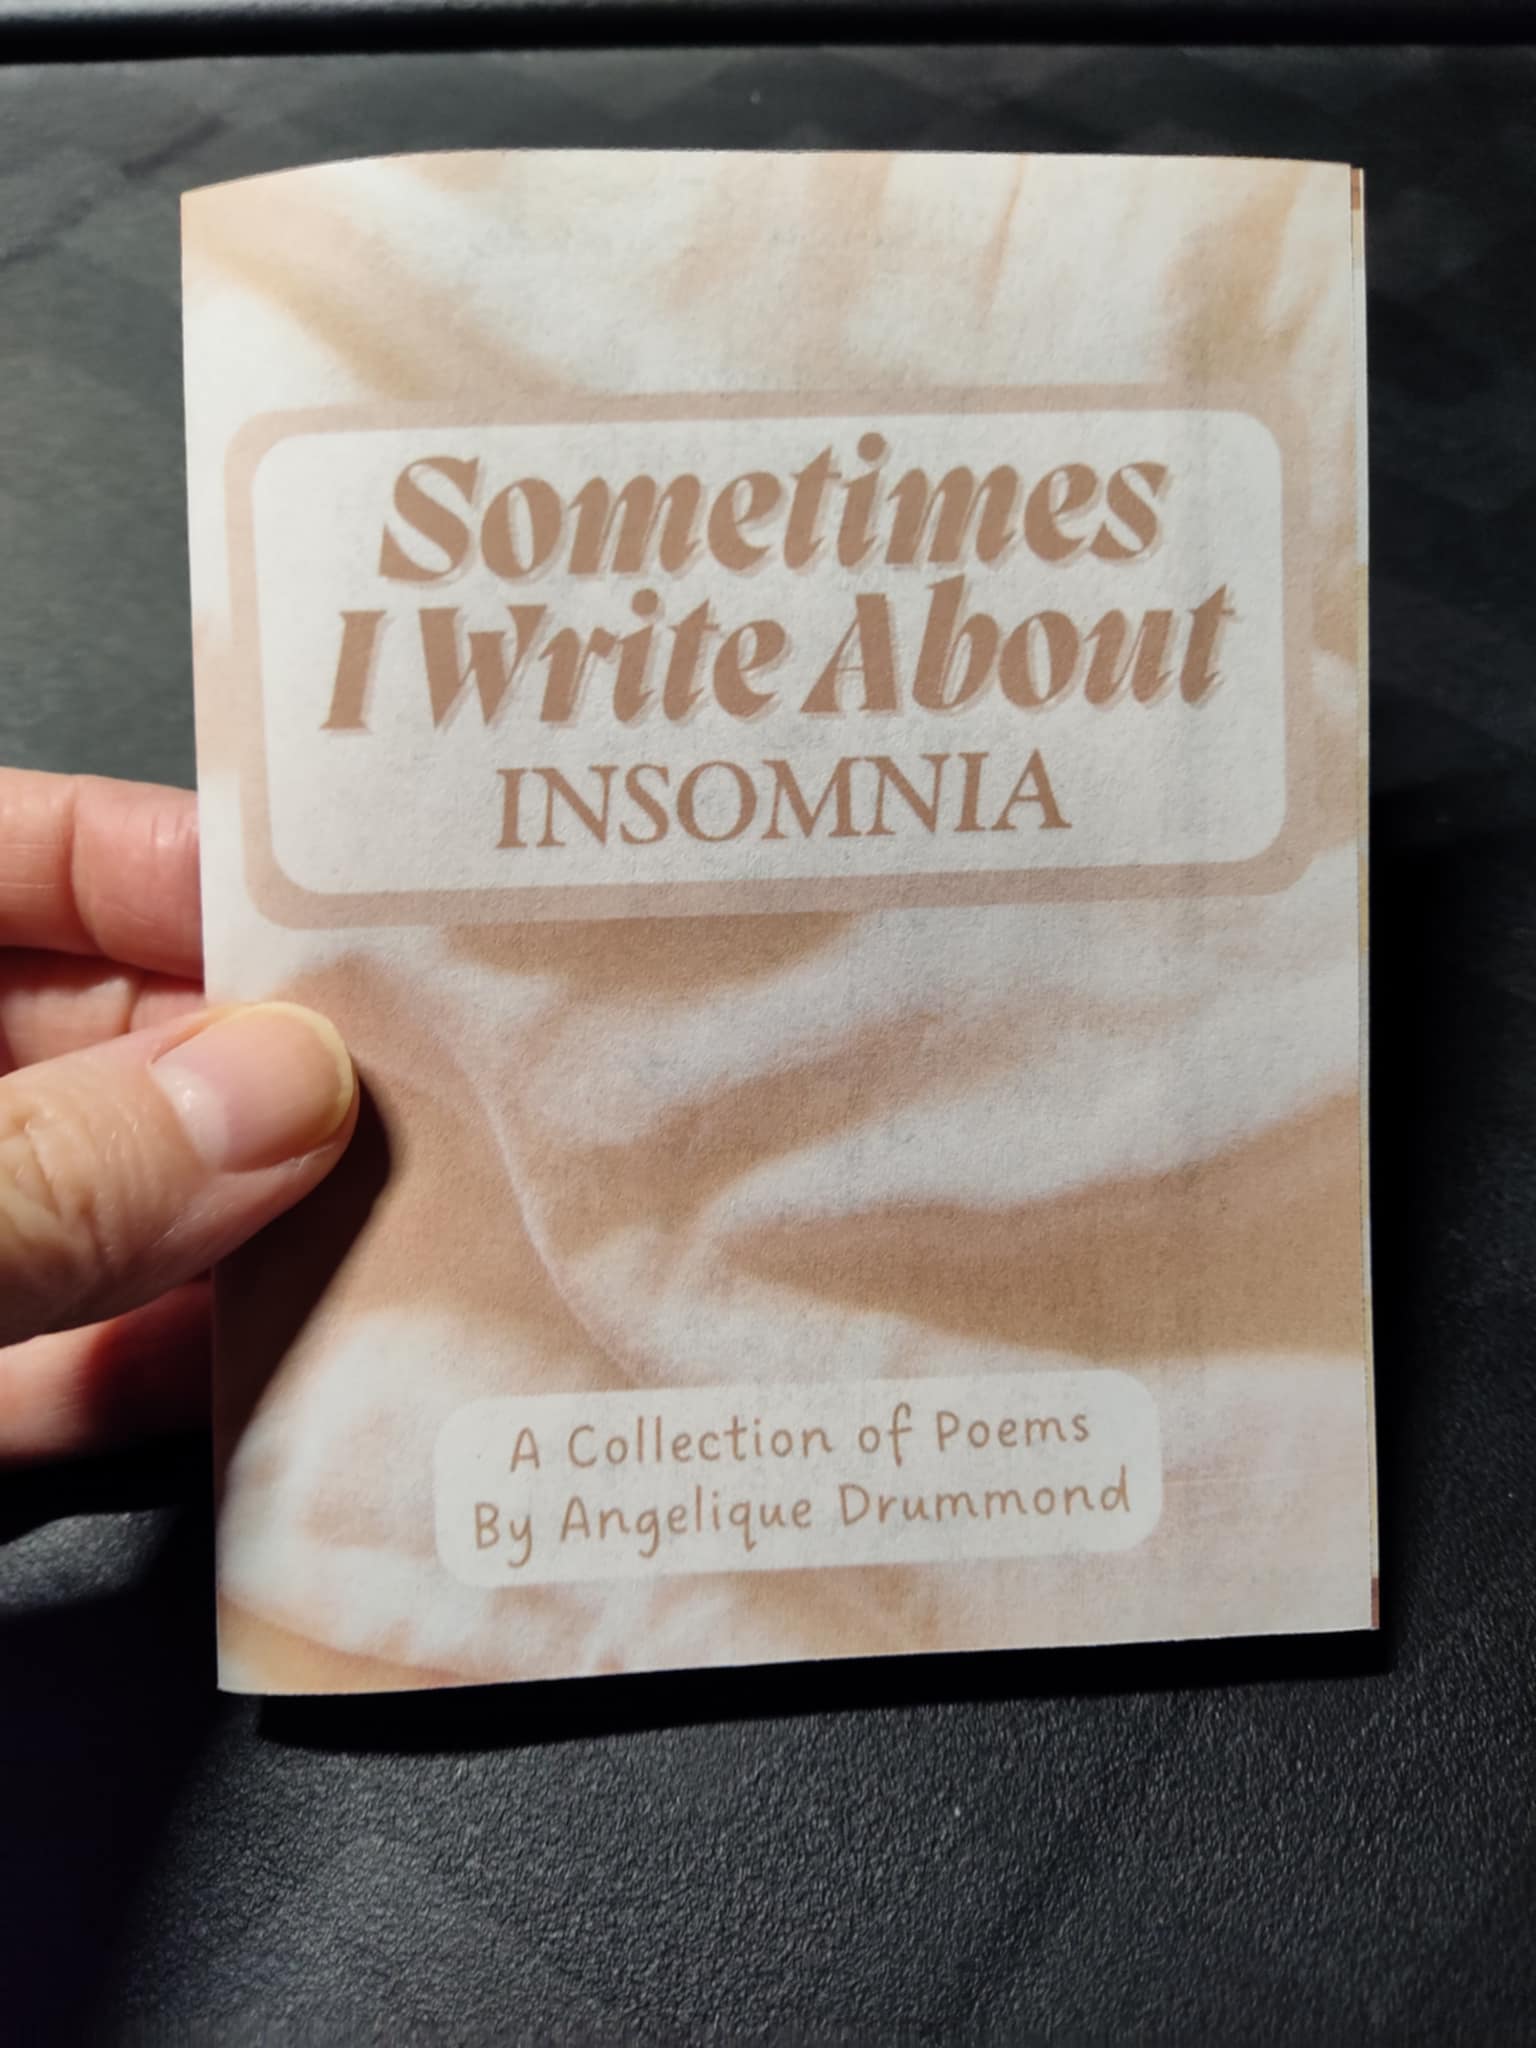 Sometimes
I Write About
INSOMNIA
A Collection of Poems
By Angelique Drummond